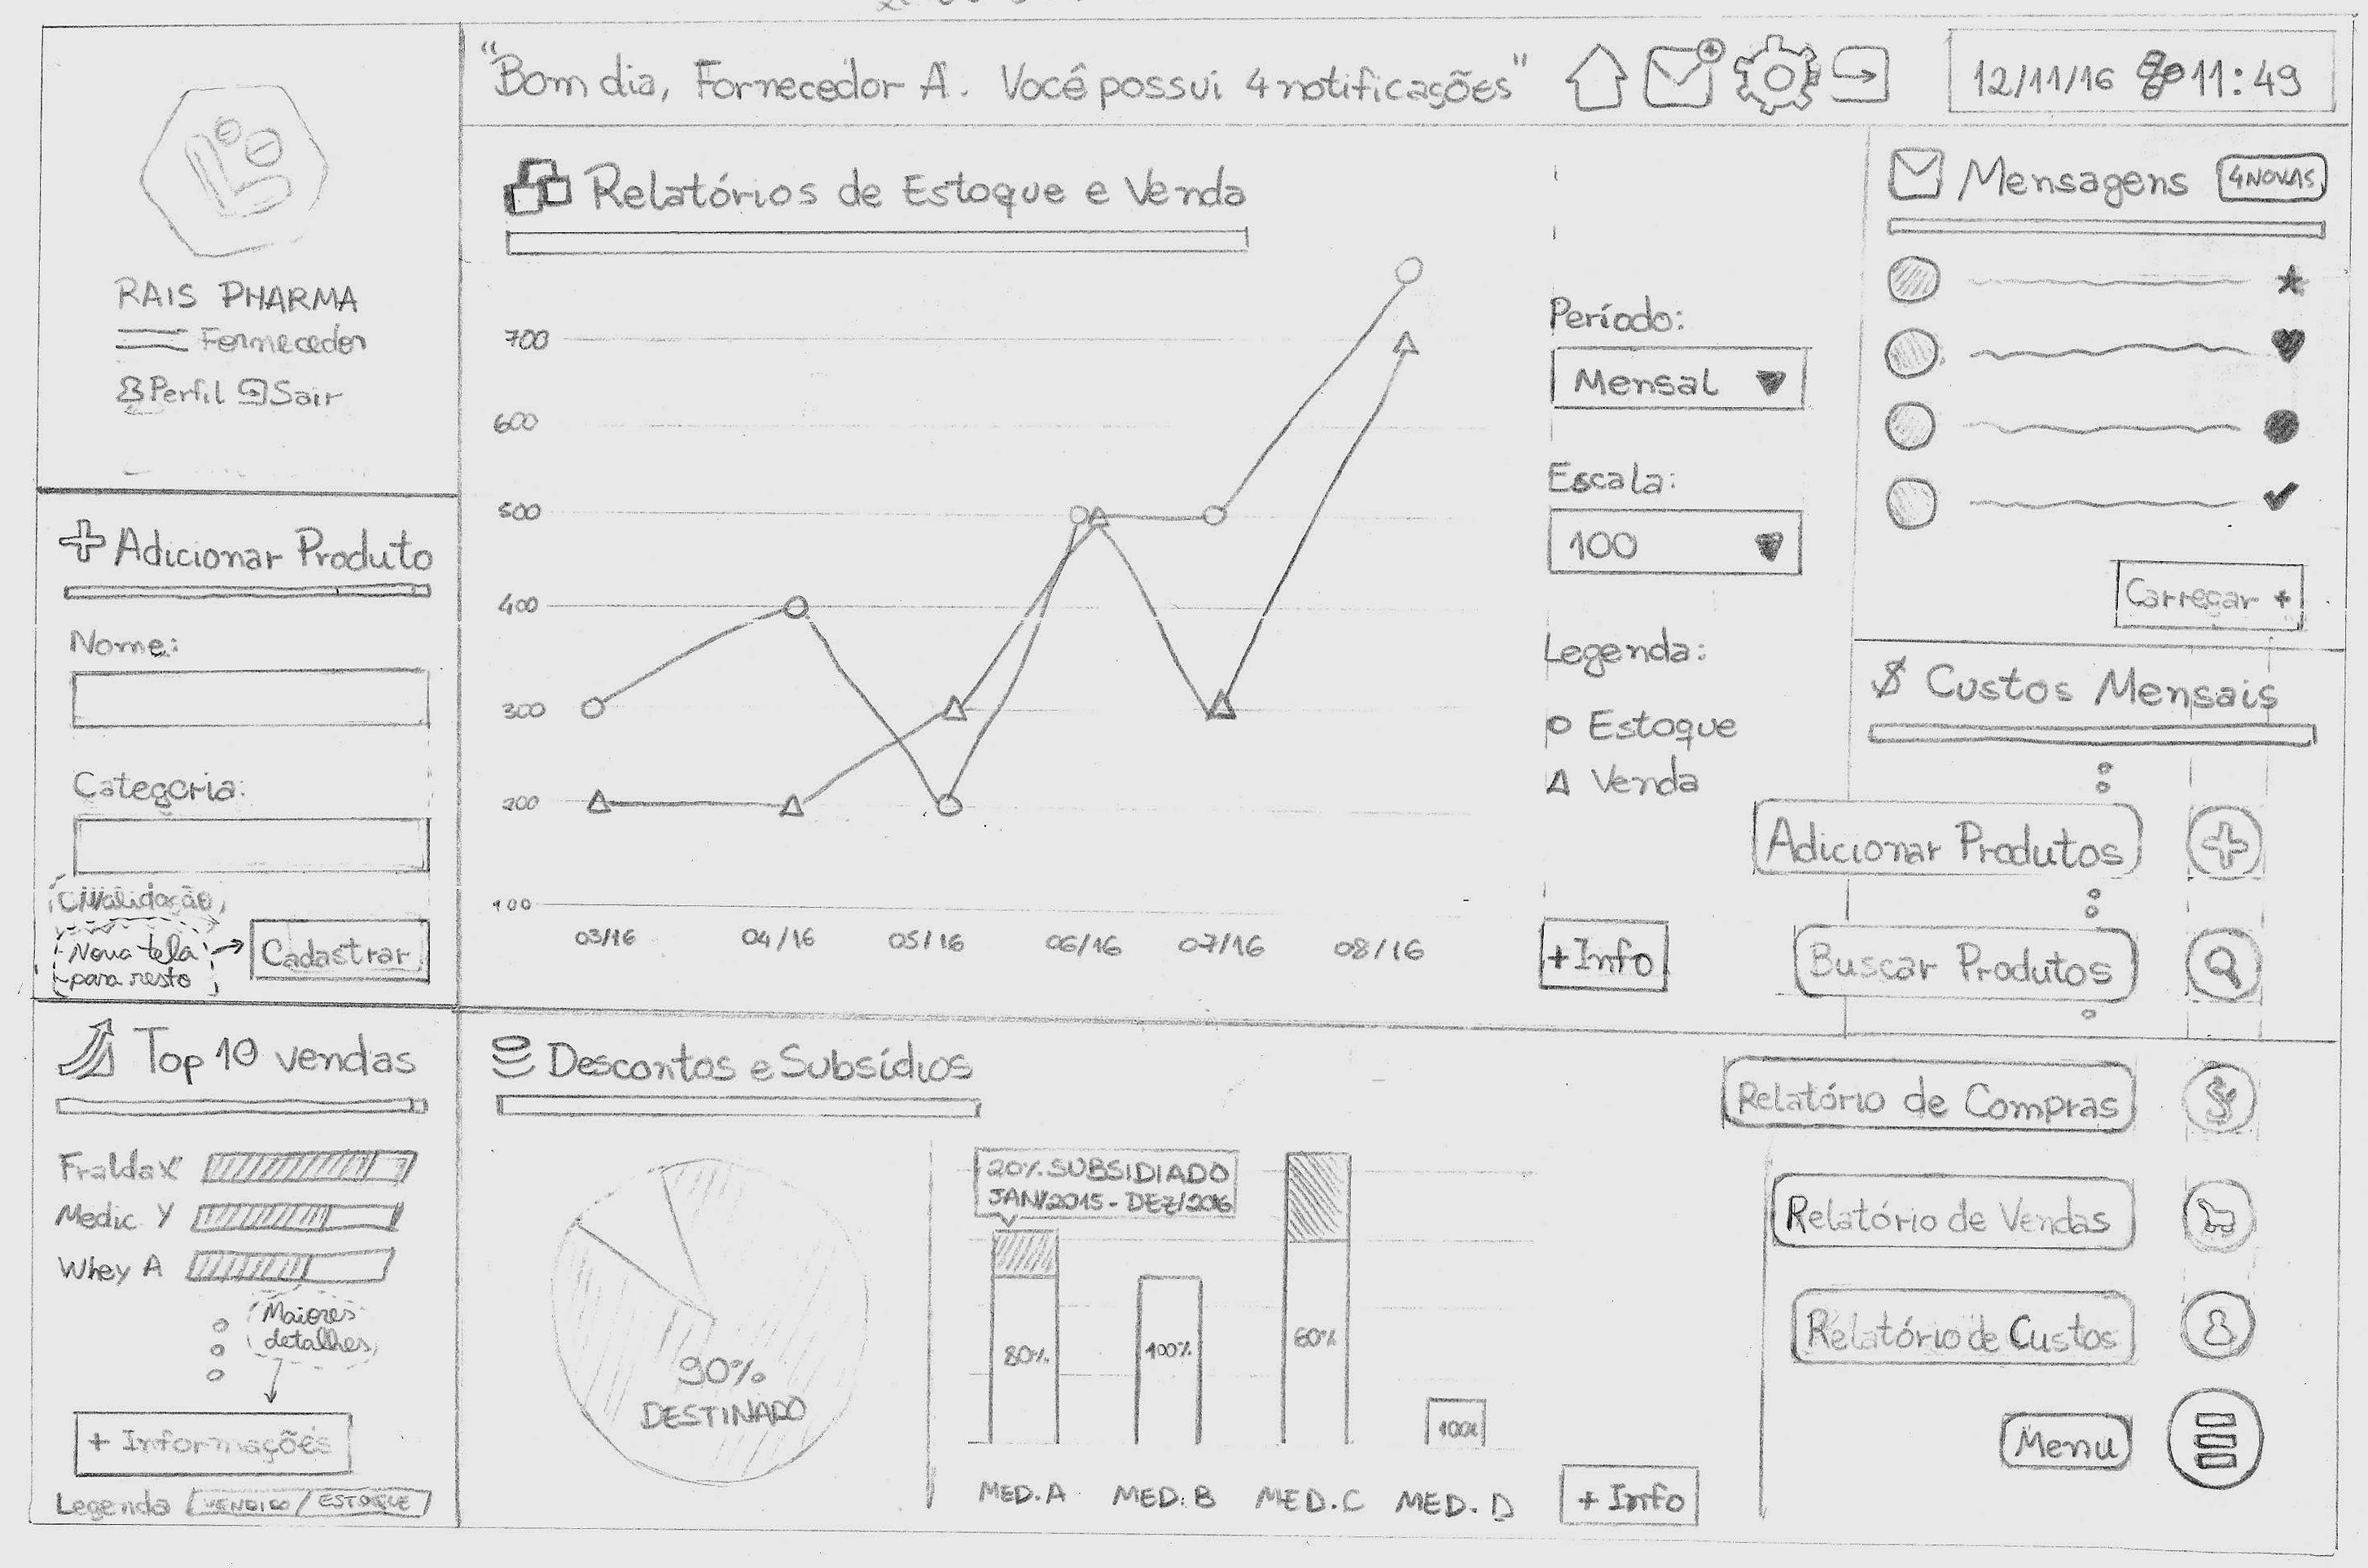 "Bom dia, Fornecedor A. Você possui 4 notificações"
4
12/11/16 11:49
RAIS PHARMA
Fornecedor
Perfil Sair
+ Adicionar Produto
Nome:
Categoria:
Nova tela
para resto
Cadastrar
Top 10 vendas
Fralda X
Medic Y
Whey A
Maiores
detalhes
+ Informações
Legenda VENDIDO / ESTOQUE
Relatórios de Estoque e Venda
700
600
500
400
300
200
100
03/16 04/16 05/16 06/16 07/16 08/16
Período:
Mensal
Escala:
100
Legenda:
Estoque
Venda
+Info
Descontos e Subsídios
90%
DESTINADO
20% SUBSIDIADO
JAN/2015 - DEZ/2016
80%
100%
60%
100%
MED. A MED. B MED. C MED. D
+ Info
Mensagens 4 NOVAS
Carregar +
$ Custos Mensais
Adicionar Produtos
Buscar Produtos
Relatório de Compras
$
Relatório de Vendas
Relatório de Custos
Menu